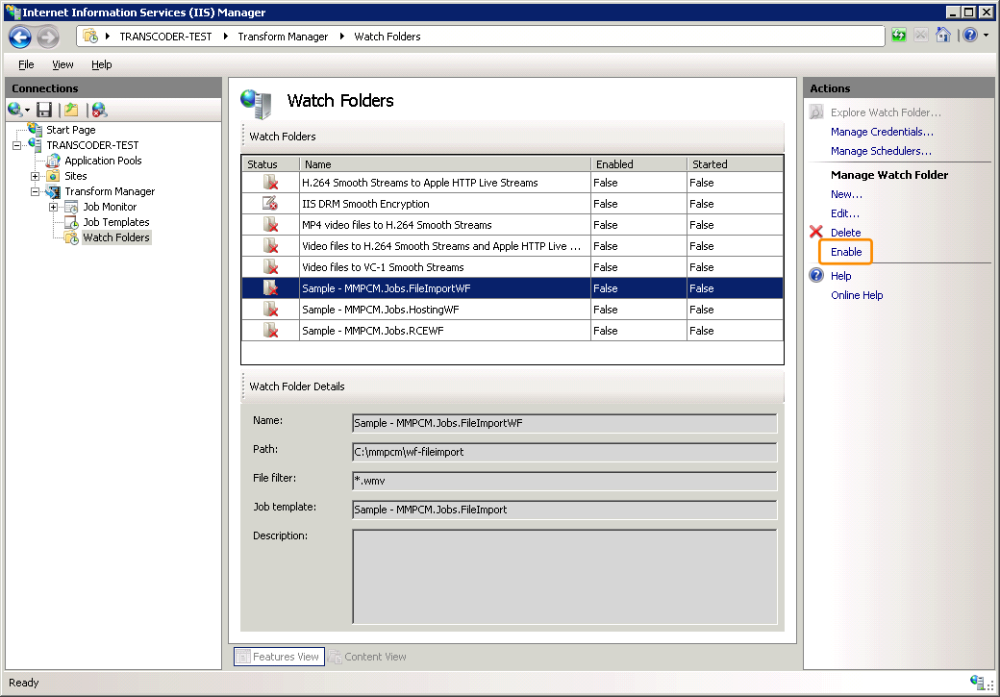 Internet Information Services (IIS) Manager
TRANSCODER-TEST Transform Manager Watch Folders
File View Help
Connections
Start Page
TRANSCODER-TEST
Application Pools
Sites
Transform Manager
Job Monitor
Job Templates
Watch Folders
Watch Folders
Watch Folders
Status Name Enabled Started
H.264 Smooth Streams to Apple HTTP Live Streams False False
IIS DRM Smooth Encryption False False
MP4 video files to H.264 Smooth Streams False False
Video files to H.264 Smooth Streams and Apple HTTP Live ... False False
Video files to VC-1 Smooth Streams False False
Sample - MMPCM.Jobs.FileImportWF False False
Sample - MMPCM.Jobs.HostingWF False False
Sample - MMPCM.Jobs.RCEWF False False
Watch Folder Details
Name: Sample - MMPCM.Jobs.FileImportWF
Path: C:\mmpcm\wf-fileimport
File filter: *.wmv
Job template: Sample - MMPCM.Jobs.FileImport
Description:
Features View Content View
Actions
Explore Watch Folder...
Manage Credentials...
Manage Schedulers...
Manage Watch Folder
New...
Edit...
Delete
Enable
Help
Online Help
Ready